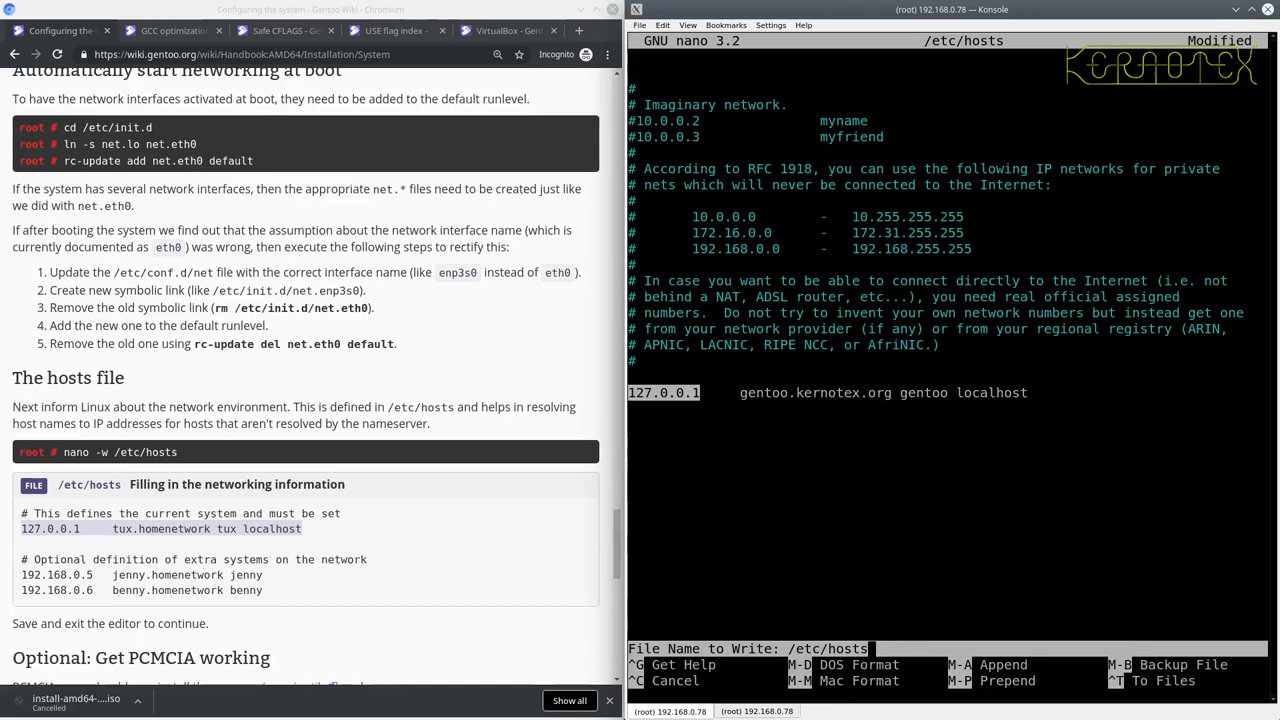 Configuring the system - Gentoo Wiki - Chromium
Configuring the
GCC optimizatio
Safe CFLAGS - Ge
USE flag index -
VirtualBox - Gen
https://wiki.gentoo.org/wiki/Handbook:AMD64/Installation/System
Incognito
Automatically start networking at boot
To have the network interfaces activated at boot, they need to be added to the default runlevel.
root # cd /etc/init.d
root # ln -s net.lo net.eth0
root # rc-update add net.eth0 default
If the system has several network interfaces, then the appropriate net.* files need to be created just like
we did with net.eth0.
If after booting the system we find out that the assumption about the network interface name (which is
currently documented as eth0 ) was wrong, then execute the following steps to rectify this:
1. Update the /etc/conf.d/net file with the correct interface name (like enp3s0 instead of eth0 ).
2. Create new symbolic link (like /etc/init.d/net.enp3s0).
3. Remove the old symbolic link (rm /etc/init.d/net.eth0).
4. Add the new one to the default runlevel.
5. Remove the old one using rc-update del net.eth0 default.
The hosts file
Next inform Linux about the network environment. This is defined in /etc/hosts and helps in resolving
host names to IP addresses for hosts that aren't resolved by the nameserver.
root # nano -w /etc/hosts
FILE /etc/hosts Filling in the networking information
# This defines the current system and must be set
127.0.0.1 tux.homenetwork tux localhost
# Optional definition of extra systems on the network
192.168.0.5 jenny.homenetwork jenny
192.168.0.6 benny.homenetwork benny
Save and exit the editor to continue.
Optional: Get PCMCIA working
install-amd64-....iso
Cancelled
Show all
(root) 192.168.0.78 — Konsole
File Edit View Bookmarks Settings Help
GNU nano 3.2 /etc/hosts Modified
KERNOTEX
#
# Imaginary network.
#10.0.0.2 myname
#10.0.0.3 myfriend
#
# According to RFC 1918, you can use the following IP networks for private
# nets which will never be connected to the Internet:
#
# 10.0.0.0 - 10.255.255.255
# 172.16.0.0 - 172.31.255.255
# 192.168.0.0 - 192.168.255.255
#
# In case you want to be able to connect directly to the Internet (i.e. not
# behind a NAT, ADSL router, etc...), you need real official assigned
# numbers. Do not try to invent your own network numbers but instead get one
# from your network provider (if any) or from your regional registry (ARIN,
# APNIC, LACNIC, RIPE NCC, or AfriNIC.)
#
127.0.0.1 gentoo.kernotex.org gentoo localhost
File Name to Write: /etc/hosts
^G Get Help M-D DOS Format M-A Append M-B Backup File
^C Cancel M-M Mac Format M-P Prepend ^T To Files
(root) 192.168.0.78 (root) 192.168.0.78